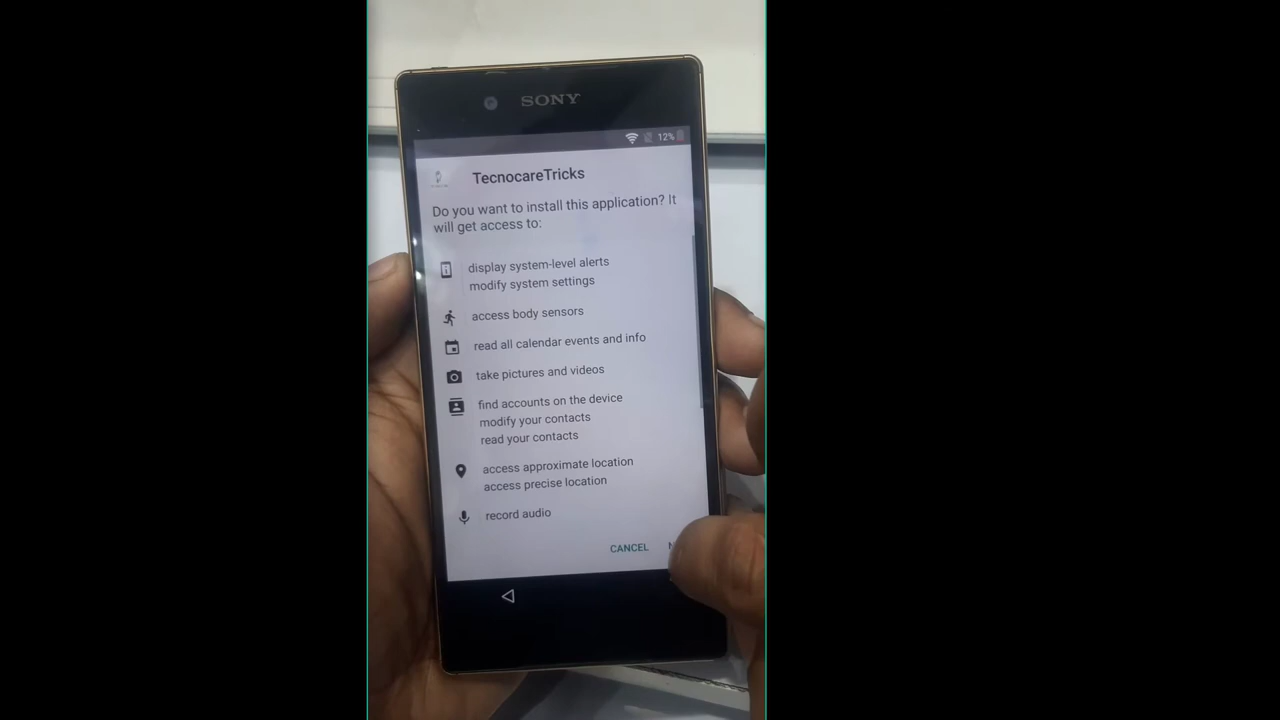 SONY
12%
TecnocareTricks
Do you want to install this application? It
will get access to:
display system-level alerts
modify system settings
access body sensors
read all calendar events and info
take pictures and videos
find accounts on the device
modify your contacts
read your contacts
access approximate location
access precise location
record audio
CANCEL